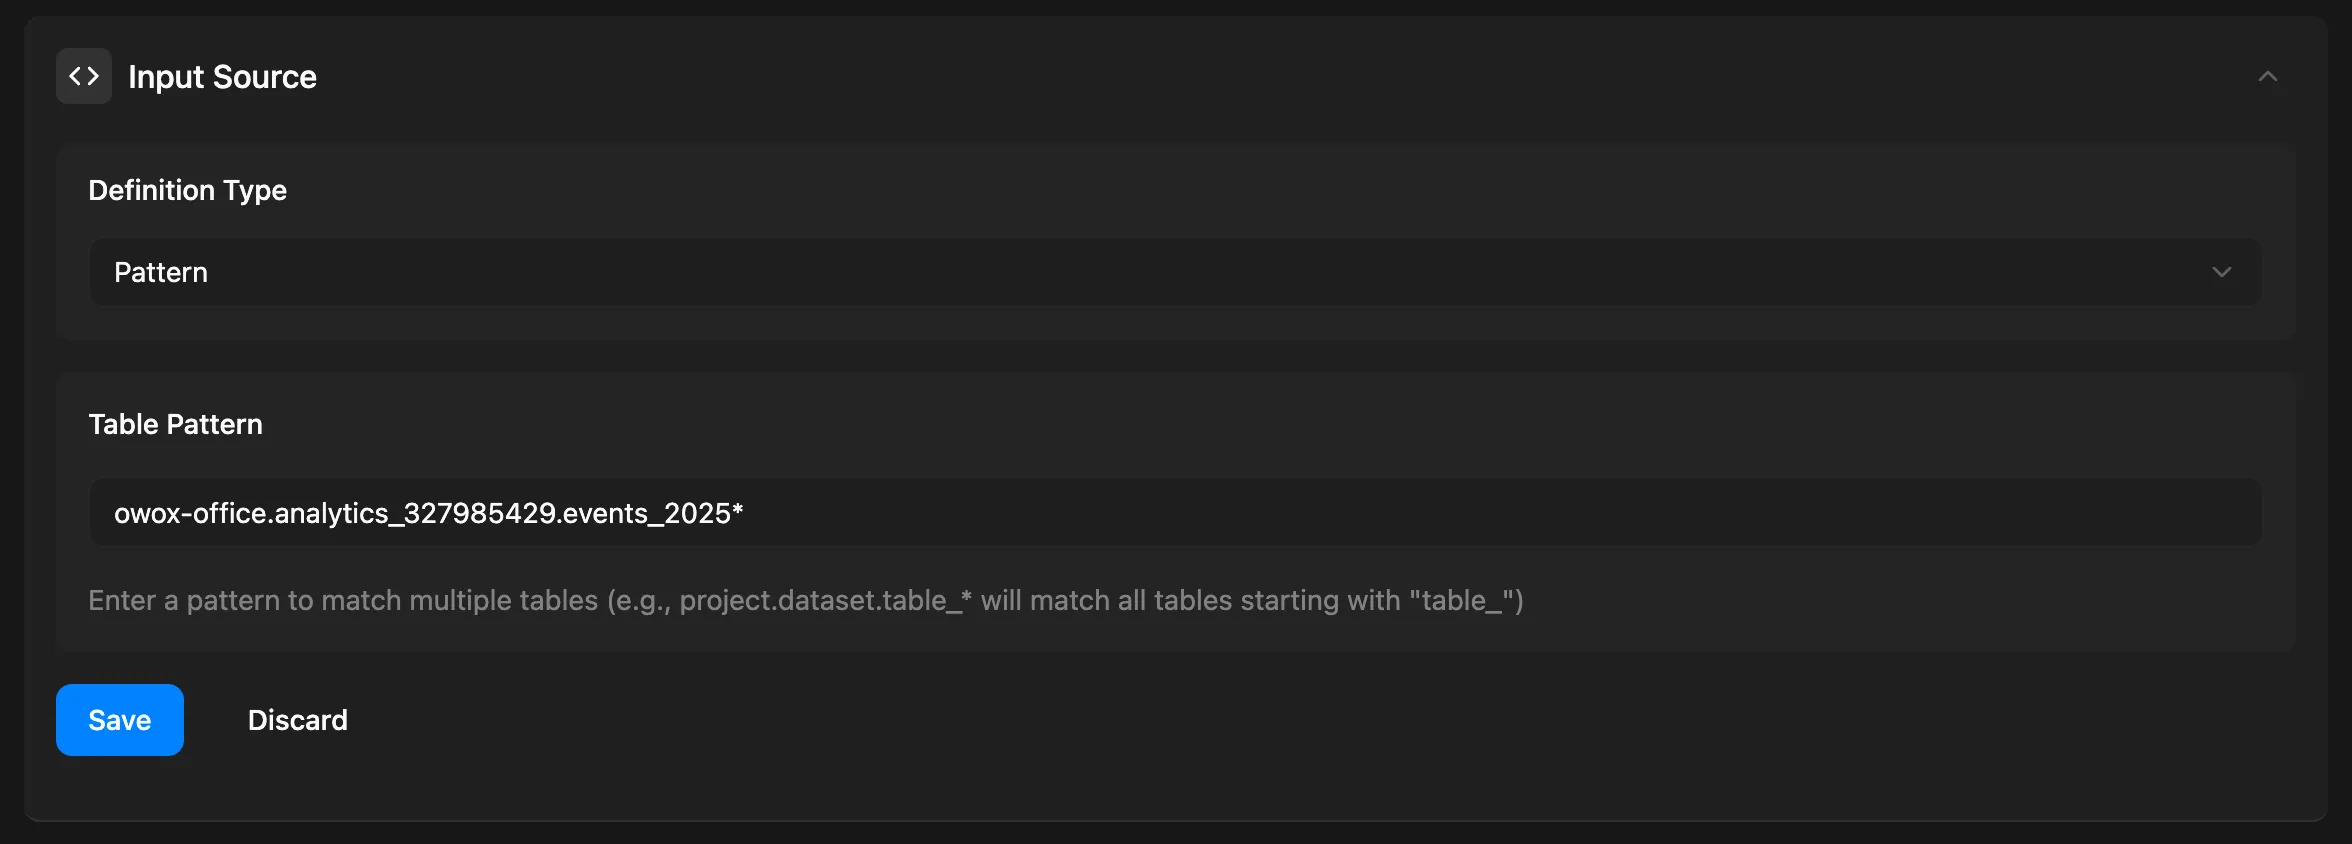 Input Source
Definition Type
Pattern
Table Pattern
owox-office.analytics_327985429.events_2025*
Enter a pattern to match multiple tables (e.g., project.dataset.table_* will match all tables starting with "table_")
Save
Discard